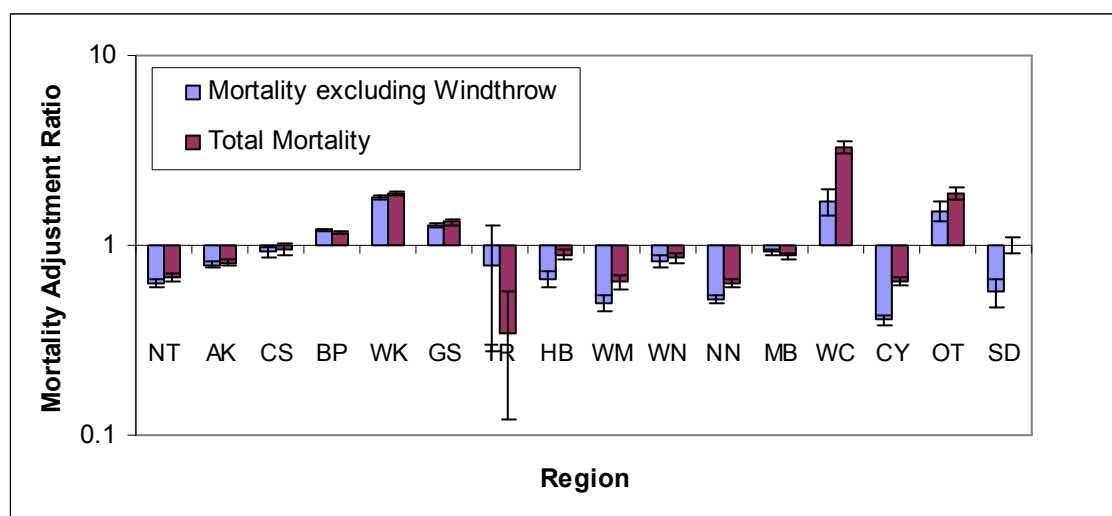 10
Mortality excluding Windthrow
Total Mortality
Mortality Adjustment Ratio
1
NT AK CS BP WK GS TR HB WM WN NN MB WC CY OT SD
0.1
Region